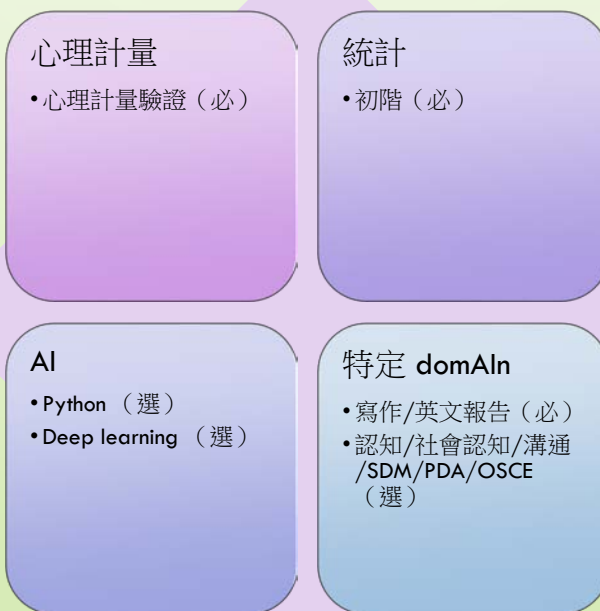 心理計量
•心理計量驗證（必）
統計
•初階（必）
AI
•Python （選）
•Deep learning （選）
特定 domAIn
•寫作/英文報告（必）
•認知/社會認知/溝通
/SDM/PDA/OSCE
（選）